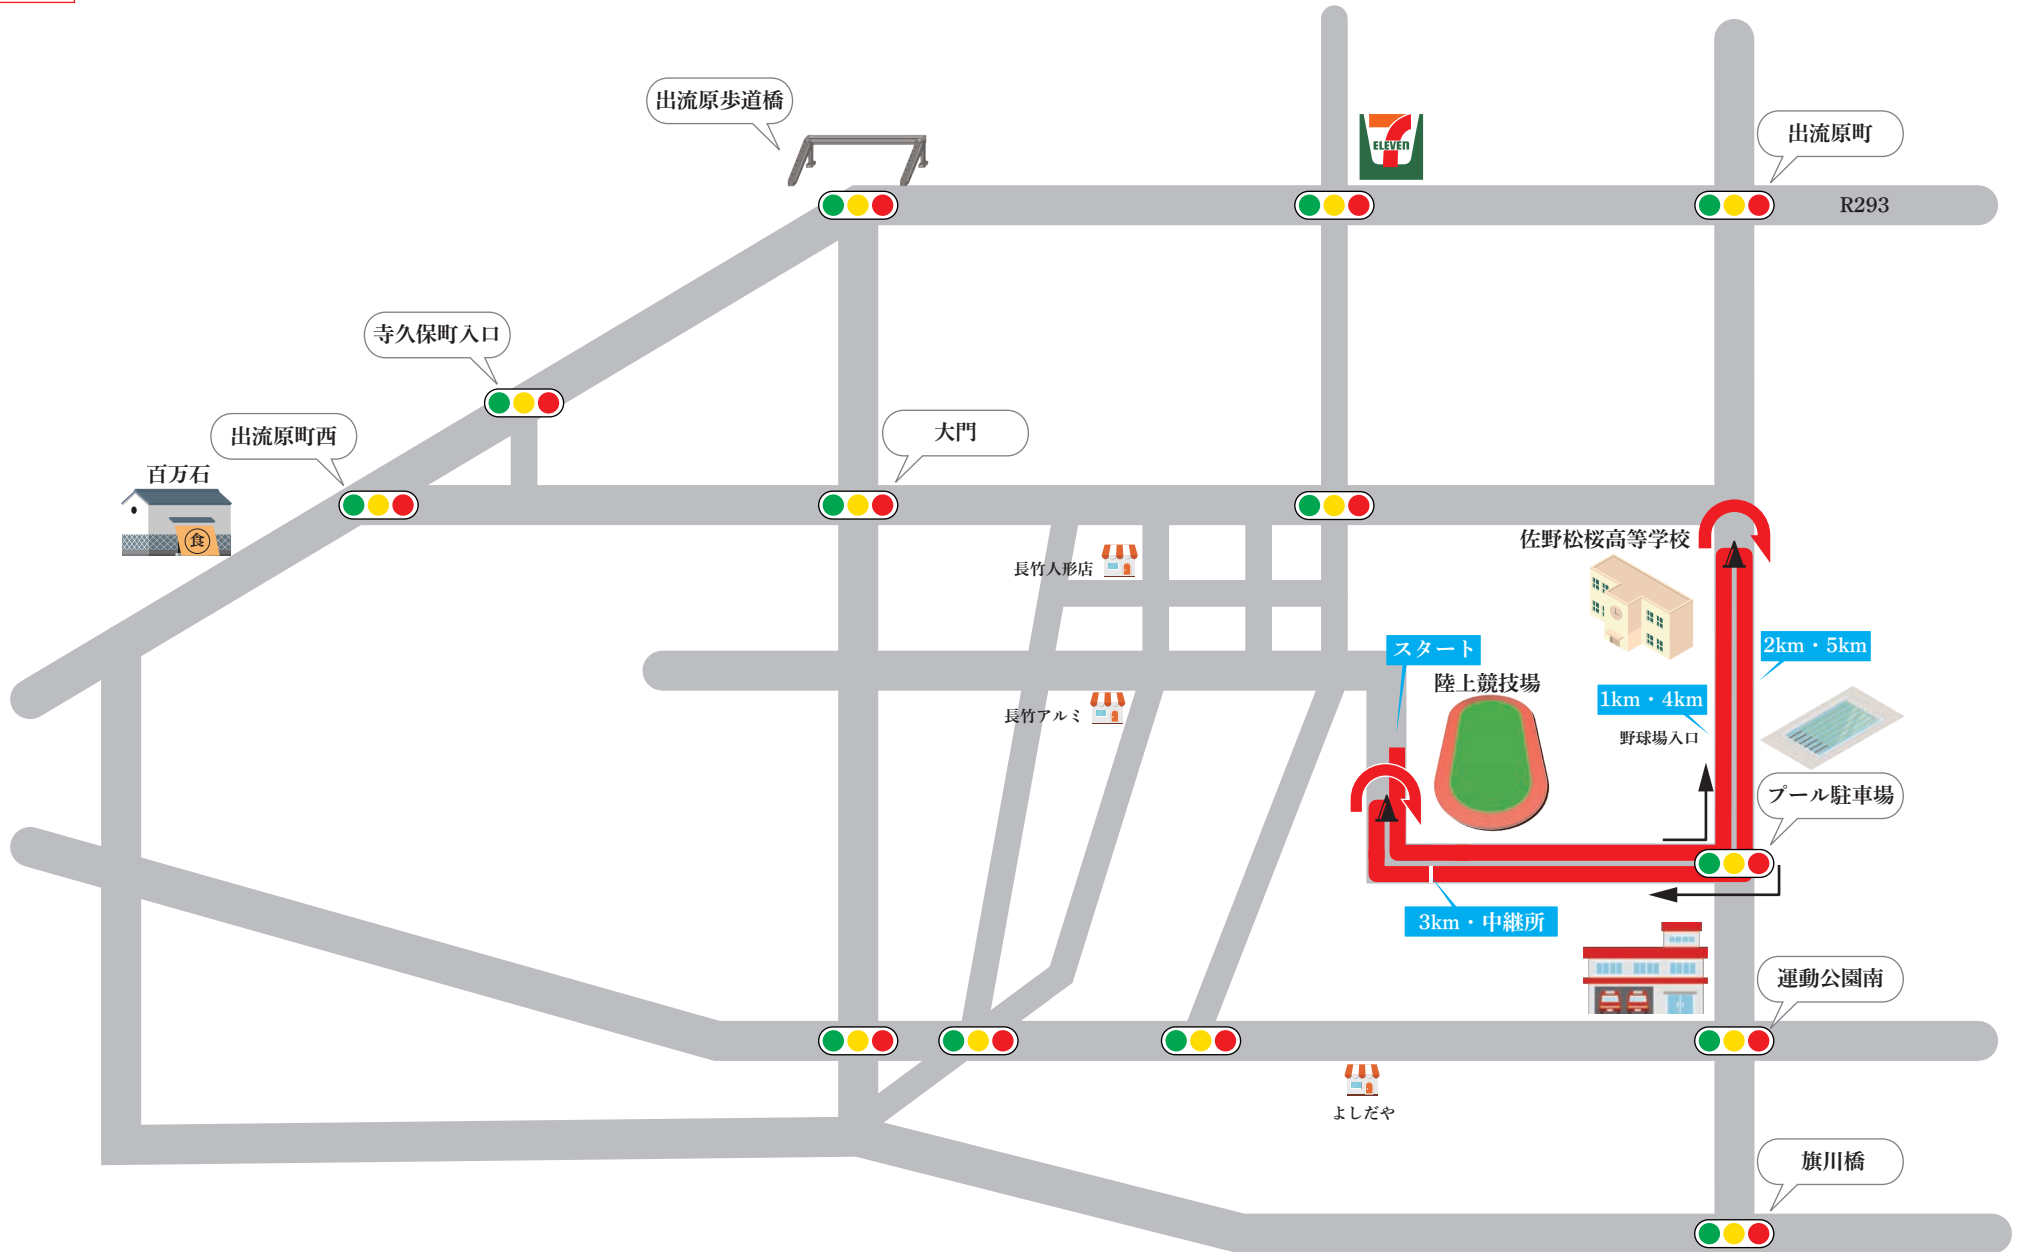 出流原歩道橋
出流原町
7
ELEVEN
R293
寺久保町入口
出流原町西
大門
百万石
食
佐野松桜高等学校
長竹人形店
スタート
2km・5km
陸上競技場
1km・4km
長竹アルミ
野球場入口
プール駐車場
3km・中継所
運動公園南
よしだや
旗川橋